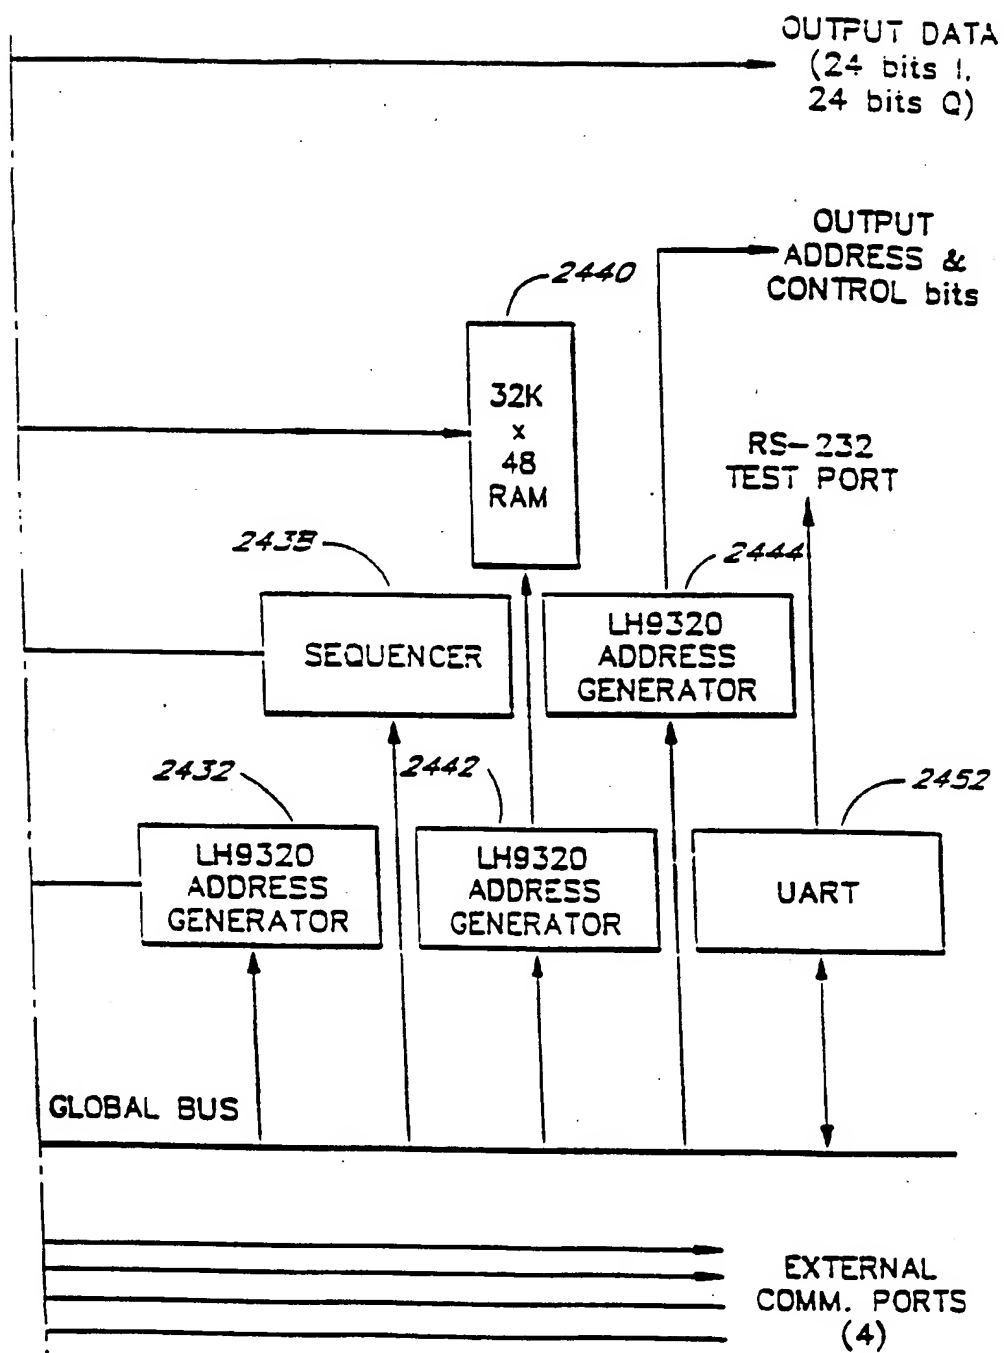 OUTPUT DATA
(24 bits I,
24 bits Q)
OUTPUT
ADDRESS &
CONTROL bits
2440
32K
x
48
RAM
RS-232
TEST PORT
2438
2444
SEQUENCER
LH9320
ADDRESS
GENERATOR
2432
2442
2452
LH9320
ADDRESS
GENERATOR
LH9320
ADDRESS
GENERATOR
UART
GLOBAL BUS
EXTERNAL
COMM. PORTS
(4)